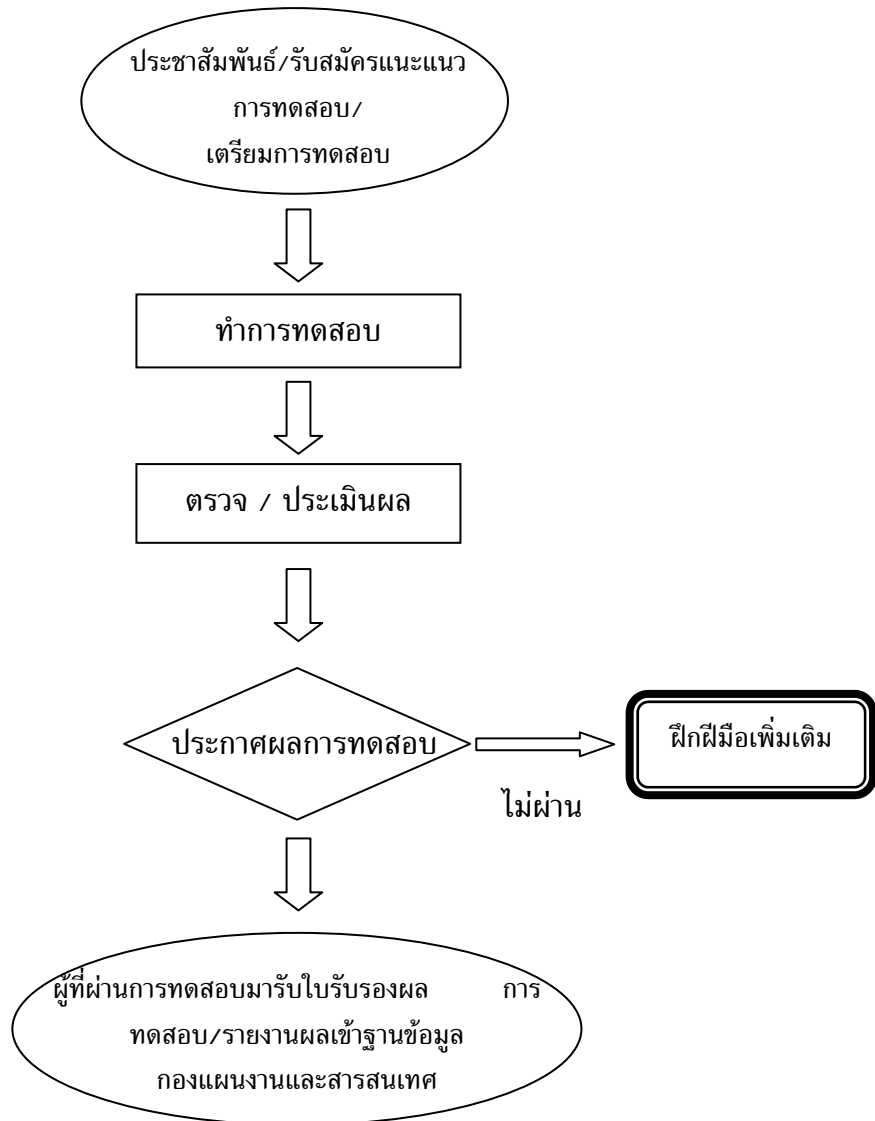 ประชาสัมพันธ์/รับสมัครแนะแนว
การทดสอบ/
เตรียมการทดสอบ
ทำการทดสอบ
ตรวจ / ประเมินผล
ประกาศผลการทดสอบ
ฝึกฝีมือเพิ่มเติม
ไม่ผ่าน
ผู้ที่ผ่านการทดสอบมารับใบรับรองผล การ
ทดสอบ/รายงานผลเข้าฐานข้อมูล
กองแผนงานและสารสนเทศ